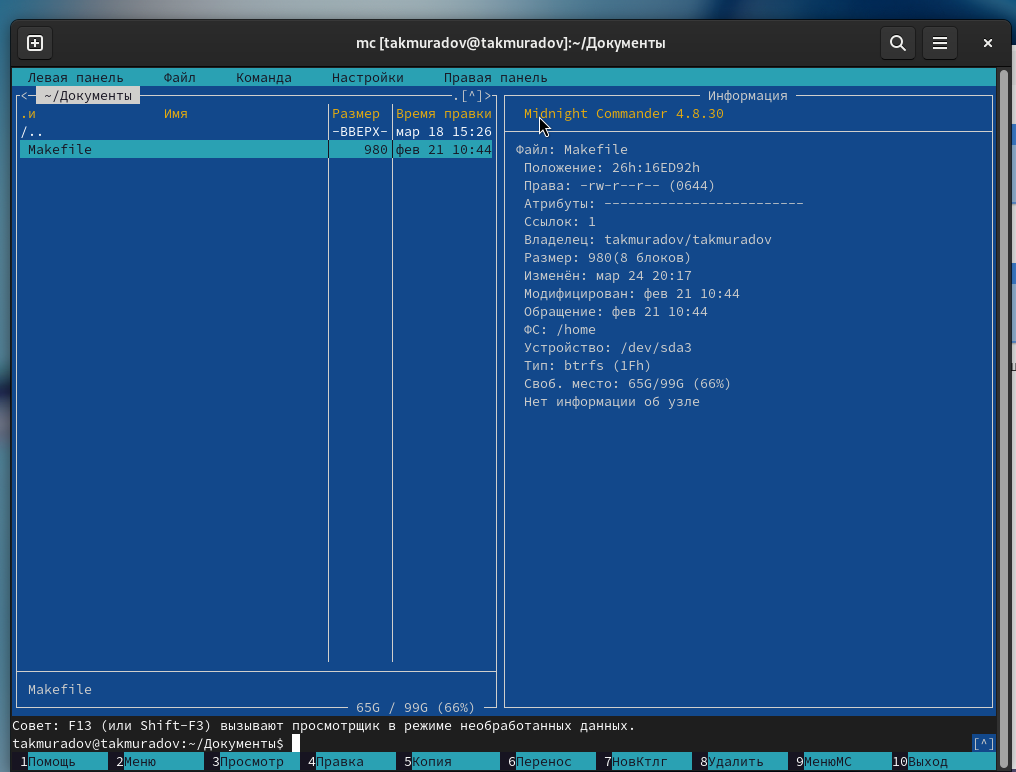 mc [takmuradov@takmuradov]:~/Документы
Левая панель Файл Команда Настройки Правая панель
<─ ~/Документы .[^]>
.и Имя Размер Время правки
/.. -ВВЕРХ- мар 18 15:26
Makefile 980 фев 21 10:44
Makefile
65G / 99G (66%)
Информация
Midnight Commander 4.8.30
Файл: Makefile
Положение: 26h:16ED92h
Права: -rw-r--r-- (0644)
Атрибуты: -------------------------
Ссылок: 1
Владелец: takmuradov/takmuradov
Размер: 980(8 блоков)
Изменён: мар 24 20:17
Модифицирован: фев 21 10:44
Обращение: фев 21 10:44
ФС: /home
Устройство: /dev/sda3
Тип: btrfs (1Fh)
Своб. место: 65G/99G (66%)
Нет информации об узле
Совет: F13 (или Shift-F3) вызывают просмотрщик в режиме необработанных данных.
takmuradov@takmuradov:~/Документы$ [^]
1Помощь 2Меню 3Просмотр 4Правка 5Копия 6Перенос 7НовКтлг 8Удалить 9МенюМС 10Выход